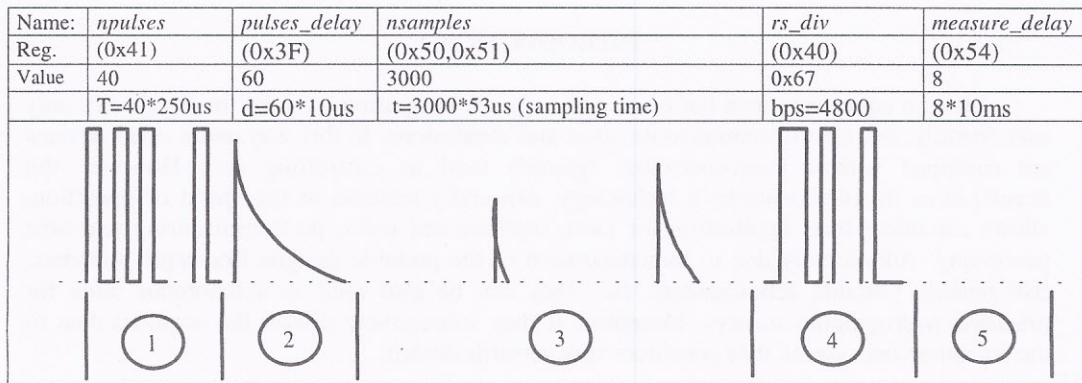 Name: npulses pulses_delay nsamples rs_div measure_delay
Reg. (0x41) (0x3F) (0x50,0x51) (0x40) (0x54)
Value 40 60 3000 0x67 8
T=40*250us d=60*10us t=3000*53us (sampling time) bps=4800 8*10ms
1 2 3 4 5